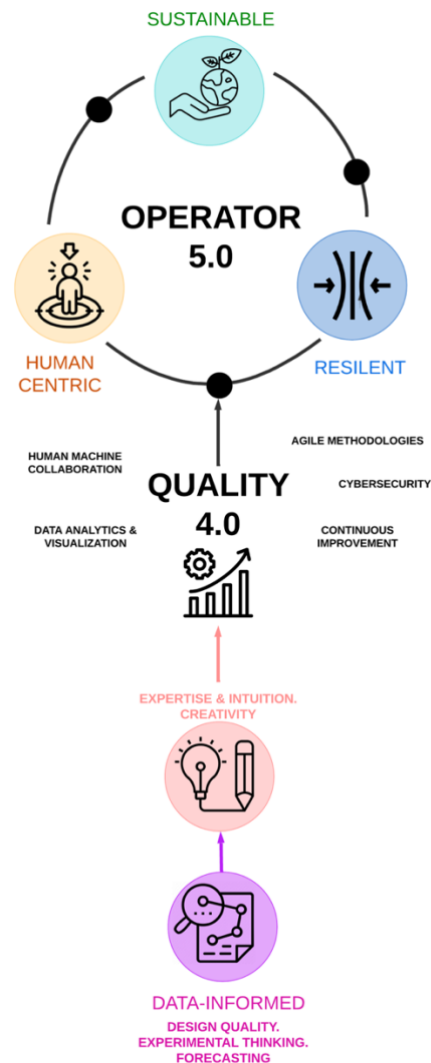 SUSTAINABLE
OPERATOR
5.0
HUMAN
CENTRIC
RESILENT
AGILE METHODOLOGIES
HUMAN MACHINE
COLLABORATION
QUALITY
4.0
CYBERSECURITY
DATA ANALYTICS &
VISUALIZATION
CONTINUOUS
IMPROVEMENT
EXPERTISE & INTUITION.
CREATIVITY
DATA-INFORMED
DESIGN QUALITY.
EXPERIMENTAL THINKING.
FORECASTING